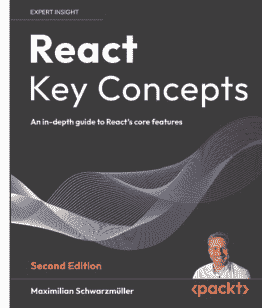 EXPERT INSIGHT
React
Key Concepts
An in-depth guide to React's core features
Second Edition
Maximilian Schwarzmüller
<packt>